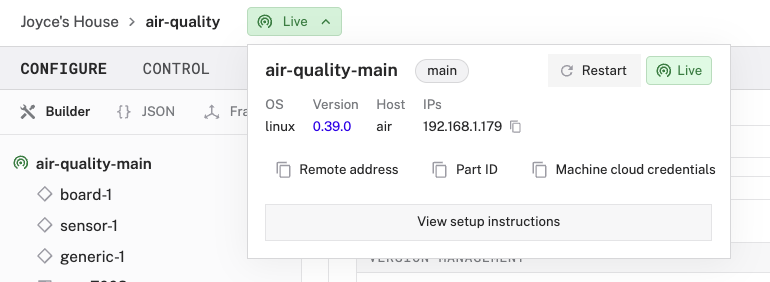 Joyce's House > air-quality Live
CONFIGURE CONTROL
Builder {} JSON Fra
air-quality-main
board-1
sensor-1
generic-1
air-quality-main main Restart Live
OS Version Host IPs
linux 0.39.0 air 192.168.1.179
Remote address Part ID Machine cloud credentials
View setup instructions
VERSION MANAGEMENT